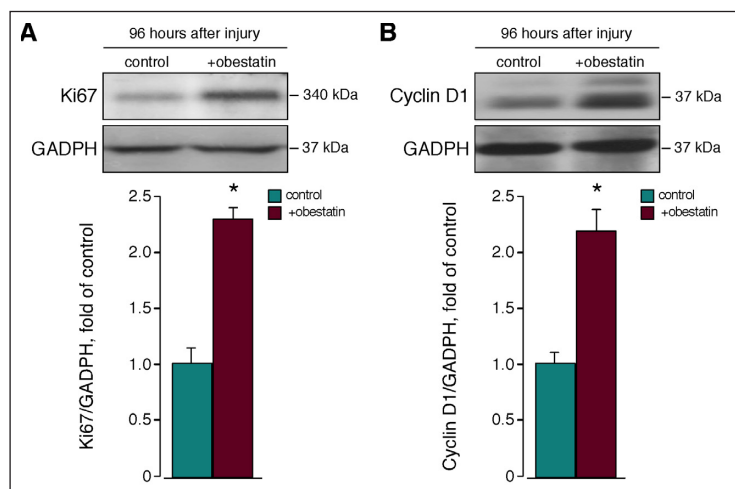 A
96 hours after injury
control +obestatin
Ki67 340 kDa
GADPH 37 kDa
2.5
2.0
1.5
1.0
0.5
0
Ki67/GADPH, fold of control
*
control
+obestatin
B
96 hours after injury
control +obestatin
Cyclin D1 37 kDa
GADPH 37 kDa
2.5
2.0
1.5
1.0
0.5
0
Cyclin D1/GADPH, fold of control
*
control
+obestatin